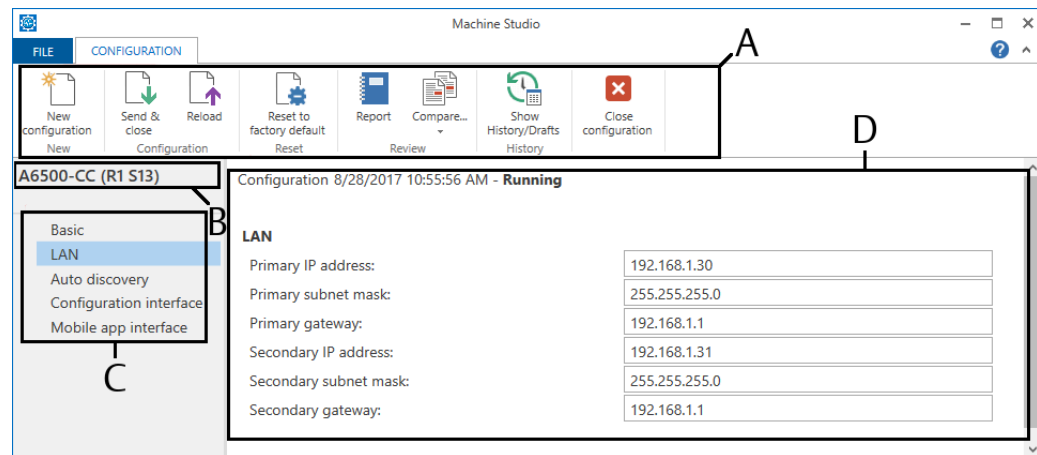 Machine Studio
FILE CONFIGURATION
A
New configuration
Send & close
Reload
Reset to factory default
Report
Compare...
Show History/Drafts
Close configuration
New
Configuration
Reset
Review
History
D
A6500-CC (R1 S13)
B
Basic
LAN
Auto discovery
Configuration interface
Mobile app interface
C
Configuration 8/28/2017 10:55:56 AM - Running
LAN
Primary IP address: 192.168.1.30
Primary subnet mask: 255.255.255.0
Primary gateway: 192.168.1.1
Secondary IP address: 192.168.1.31
Secondary subnet mask: 255.255.255.0
Secondary gateway: 192.168.1.1